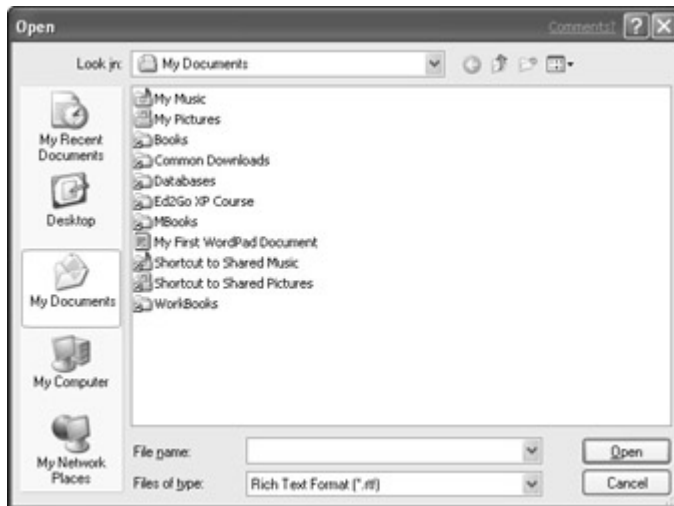 Open
Comments?
?
X
Look in:
My Documents
My Recent
Documents
Desktop
My Documents
My Computer
My Network
Places
My Music
My Pictures
Books
Common Downloads
Databases
Ed2Go XP Course
MBooks
My First WordPad Document
Shortcut to Shared Music
Shortcut to Shared Pictures
WorkBooks
File name:
Open
Files of type:
Rich Text Format (*.rtf)
Cancel